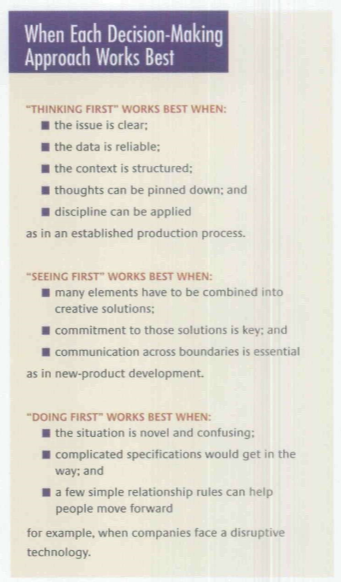 When Each Decision-Making
Approach Works Best
"THINKING FIRST" WORKS BEST WHEN:
■ the issue is clear;
■ the data is reliable;
■ the context is structured;
■ thoughts can be pinned down; and
■ discipline can be applied
as in an established production process.
"SEEING FIRST" WORKS BEST WHEN:
■ many elements have to be combined into
creative solutions;
■ commitment to those solutions is key; and
■ communication across boundaries is essential
as in new-product development.
"DOING FIRST" WORKS BEST WHEN:
■ the situation is novel and confusing;
■ complicated specifications would get in the
way; and
■ a few simple relationship rules can help
people move forward
for example, when companies face a disruptive
technology.